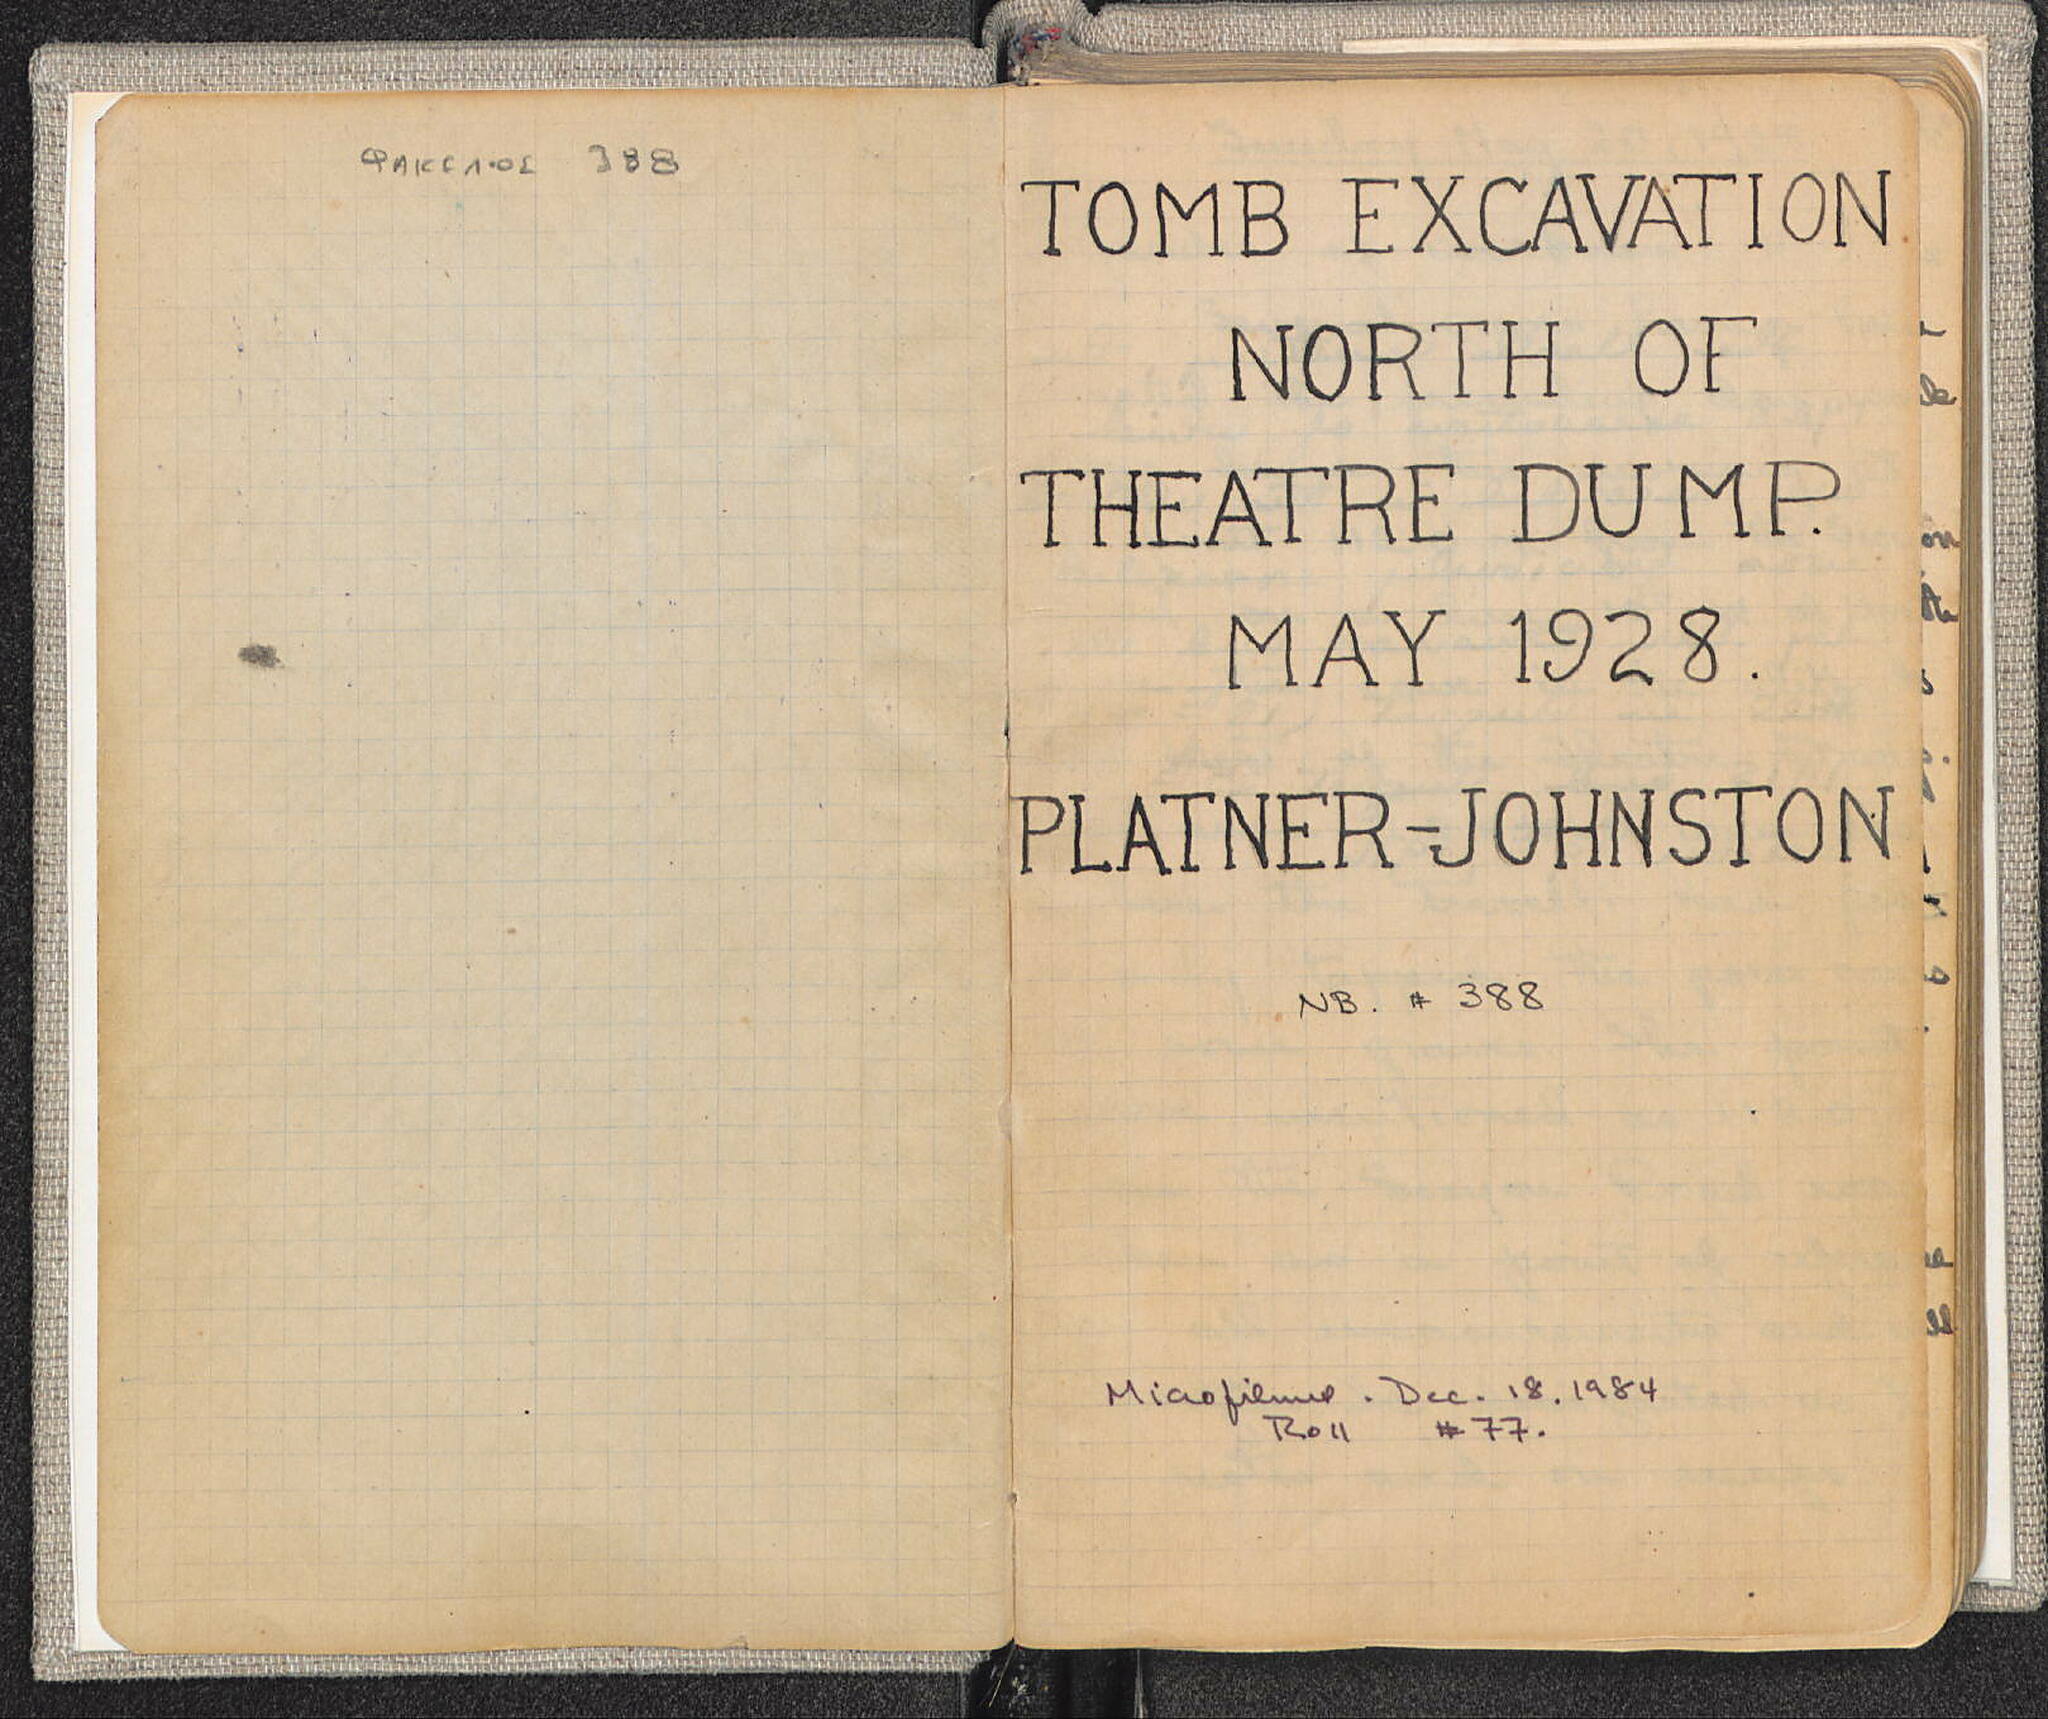 ΦΑΚΕΛΟΣ 388
TOMB EXCAVATION
NORTH OF
THEATRE DUMP.
MAY 1928.
PLATNER-JOHNSTON
NB. # 388
Microfilmed. Dec. 18. 1984
Roll #77.